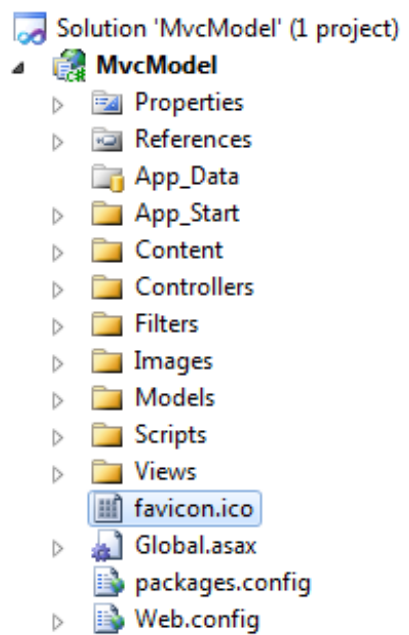 Solution 'MvcModel' (1 project)
MvcModel
Properties
References
App_Data
App_Start
Content
Controllers
Filters
Images
Models
Scripts
Views
favicon.ico
Global.asax
packages.config
Web.config